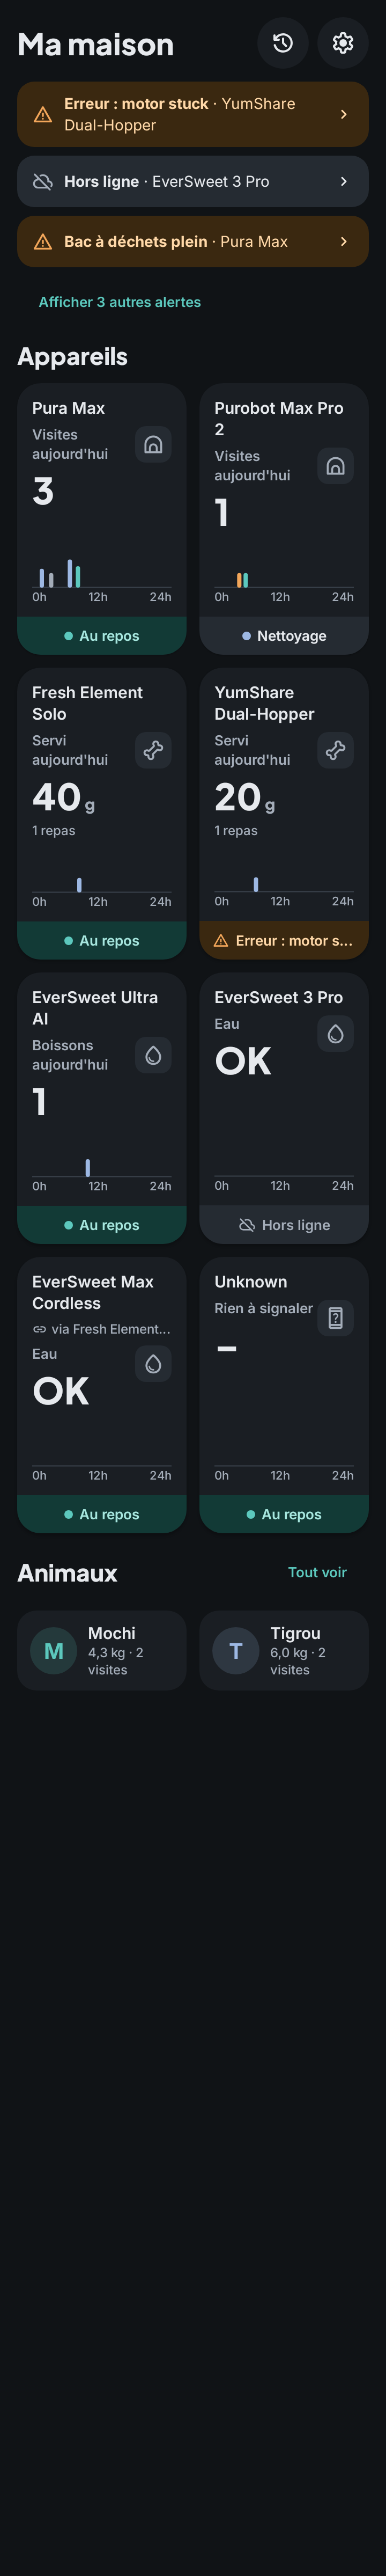 Ma maison
Erreur : motor stuck · YumShare
Dual-Hopper
Hors ligne · EverSweet 3 Pro
Bac à déchets plein · Pura Max
Afficher 3 autres alertes
Appareils
Pura Max
Visites
aujourd'hui
3
0h 12h 24h
Au repos
Purobot Max Pro
2
Visites
aujourd'hui
1
0h 12h 24h
Nettoyage
Fresh Element
Solo
Servi
aujourd'hui
40 g
1 repas
0h 12h 24h
Au repos
YumShare
Dual-Hopper
Servi
aujourd'hui
20 g
1 repas
0h 12h 24h
Erreur : motor s...
EverSweet Ultra
AI
Boissons
aujourd'hui
1
0h 12h 24h
Au repos
EverSweet 3 Pro
Eau
OK
0h 12h 24h
Hors ligne
EverSweet Max
Cordless
via Fresh Element...
Eau
OK
0h 12h 24h
Au repos
Unknown
Rien à signaler
–
0h 12h 24h
Au repos
Animaux
Tout voir
M
Mochi
4,3 kg · 2
visites
T
Tigrou
6,0 kg · 2
visites